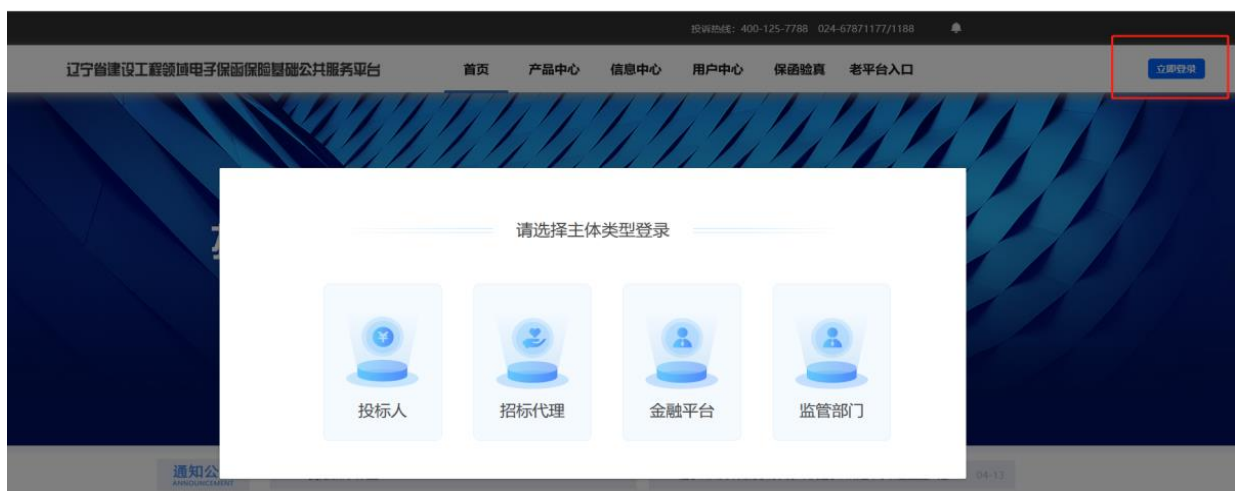 投诉热线：400-125-7788 024-67871177/1188
辽宁省建设工程领域电子保函保险基础公共服务平台 首页 产品中心 信息中心 用户中心 保函验真 老平台入口 立即登录
请选择主体类型登录
投标人 招标代理 金融平台 监管部门
通知公
ANNOUNCEMENT
04-13